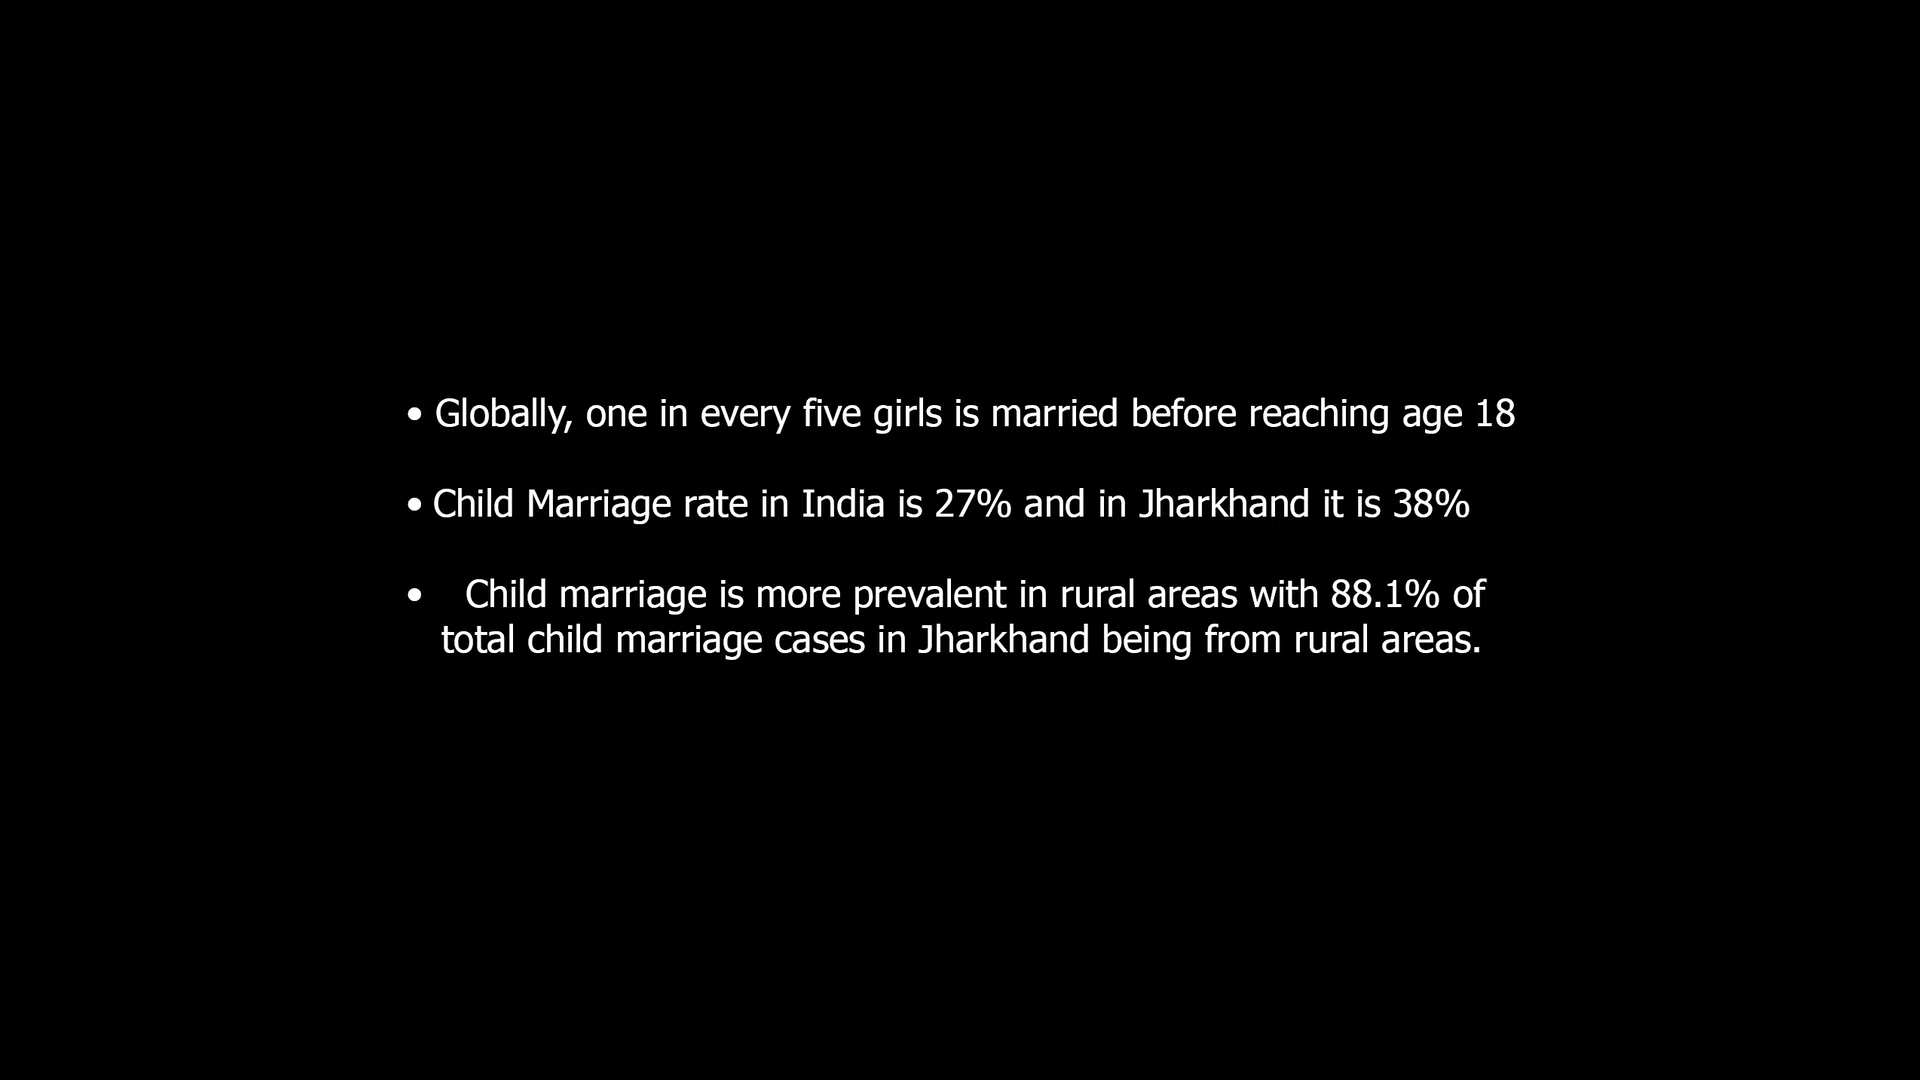 • Globally, one in every five girls is married before reaching age 18
• Child Marriage rate in India is 27% and in Jharkhand it is 38%
• Child marriage is more prevalent in rural areas with 88.1% of
total child marriage cases in Jharkhand being from rural areas.